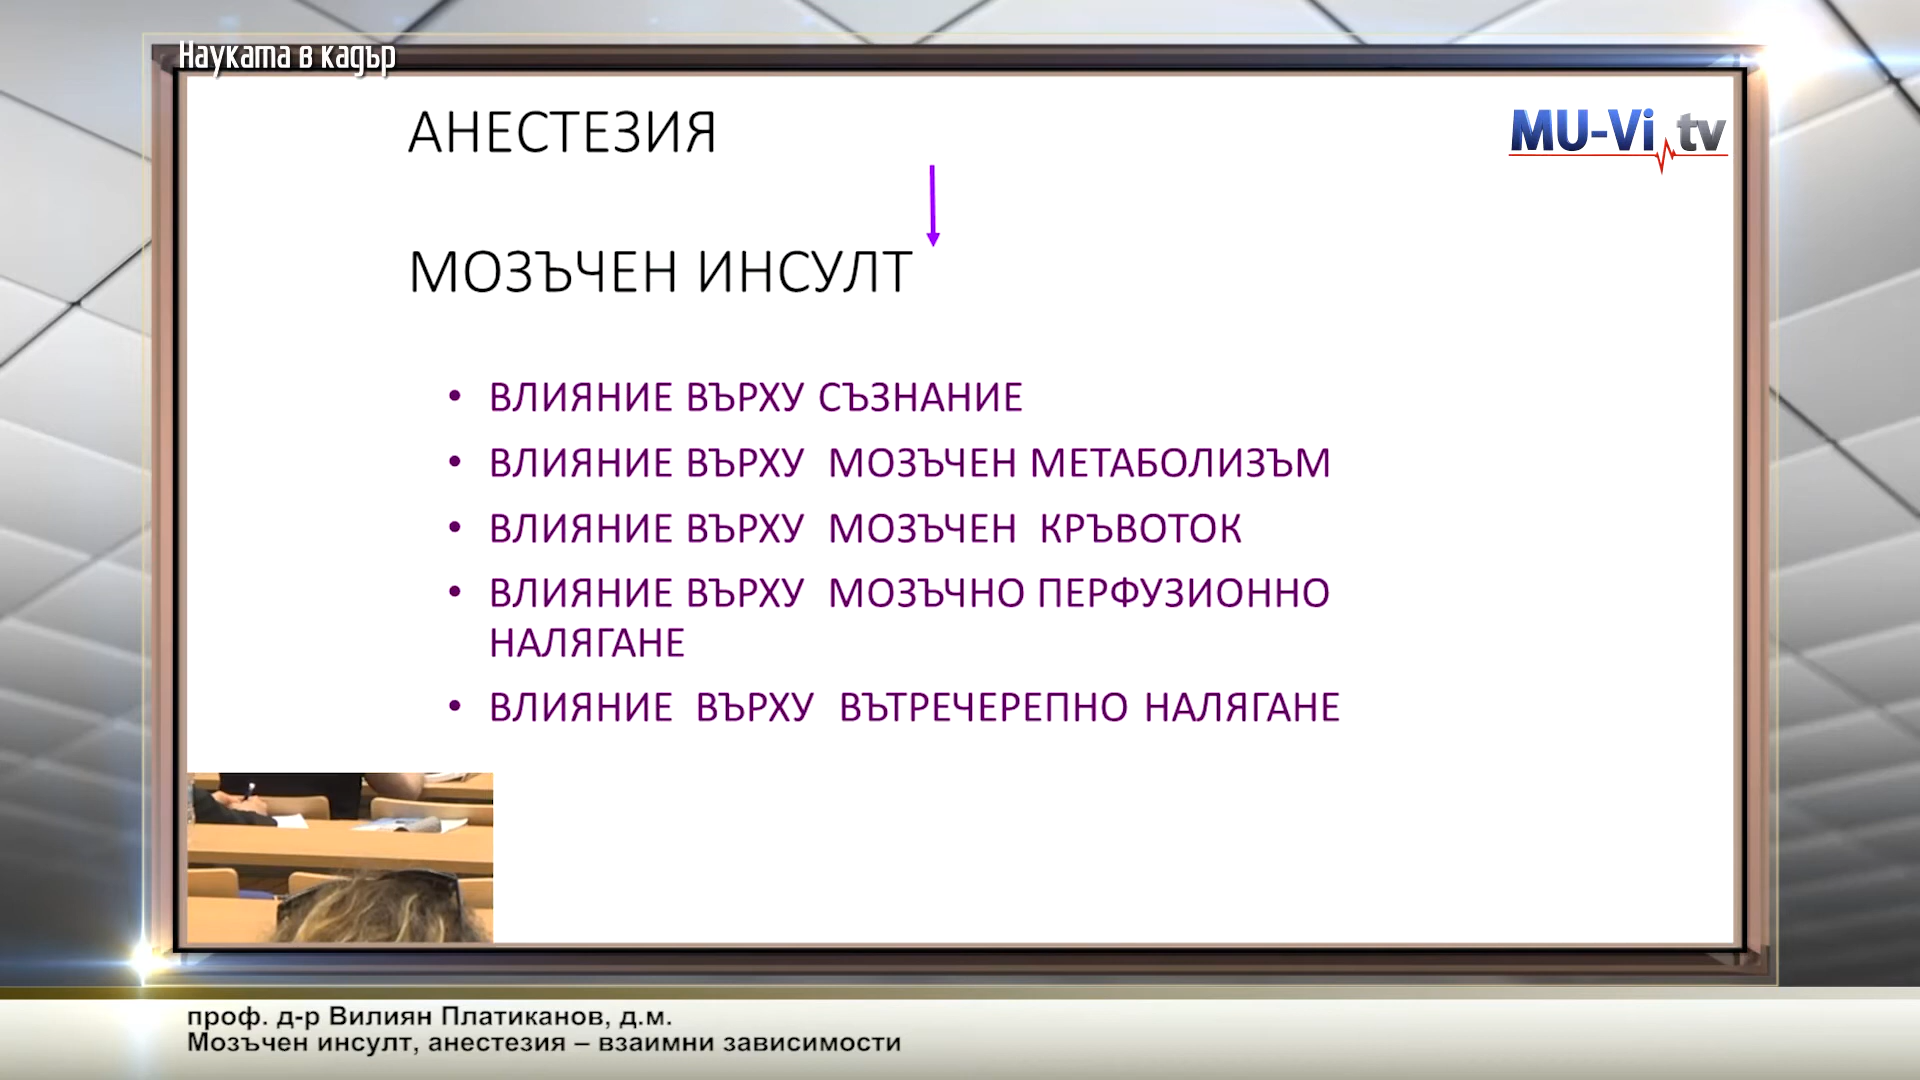 Науката в кадър
MU-Vi.tv
АНЕСТЕЗИЯ
МОЗЪЧЕН ИНСУЛТ
• ВЛИЯНИЕ ВЪРХУ СЪЗНАНИЕ
• ВЛИЯНИЕ ВЪРХУ МОЗЪЧЕН МЕТАБОЛИЗЪМ
• ВЛИЯНИЕ ВЪРХУ МОЗЪЧЕН КРЪВОТОК
• ВЛИЯНИЕ ВЪРХУ МОЗЪЧНО ПЕРФУЗИОННО
НАЛЯГАНЕ
• ВЛИЯНИЕ ВЪРХУ ВЪТРЕЧЕРЕПНО НАЛЯГАНЕ
проф. д-р Вилиян Платиканов, д.м.
Мозъчен инсулт, анестезия – взаимни зависимости